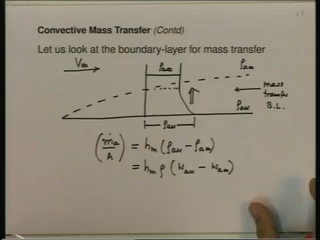 Convective Mass Transfer (Contd)
Let us look at the boundary-layer for mass transfer
V∞ ρa∞ ρa∞
mass
transfer
B.L.
ρaw
ρaw
(ṁa/A) = hm (ρaw − ρa∞)
= hm ρ (Waw − Wa∞)